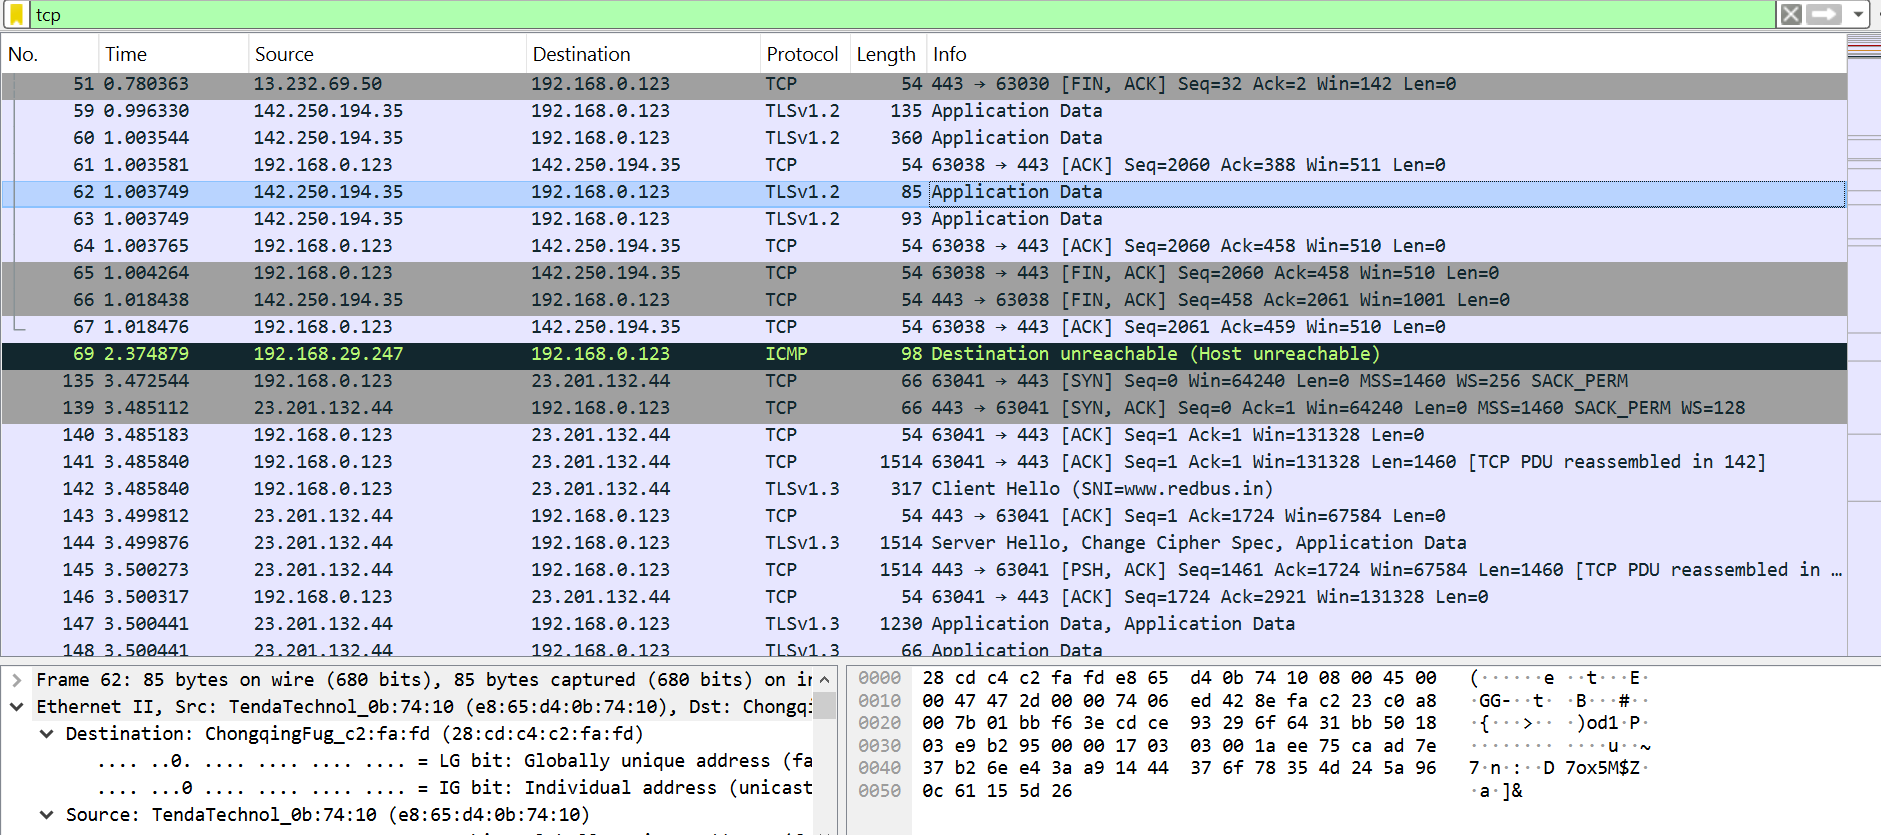 tcp
No. Time Source Destination Protocol Length Info
51 0.780363 13.232.69.50 192.168.0.123 TCP 54 443 → 63030 [FIN, ACK] Seq=32 Ack=2 Win=142 Len=0
59 0.996330 142.250.194.35 192.168.0.123 TLSv1.2 135 Application Data
60 1.003544 142.250.194.35 192.168.0.123 TLSv1.2 360 Application Data
61 1.003581 192.168.0.123 142.250.194.35 TCP 54 63038 → 443 [ACK] Seq=2060 Ack=388 Win=511 Len=0
62 1.003749 142.250.194.35 192.168.0.123 TLSv1.2 85 Application Data
63 1.003749 142.250.194.35 192.168.0.123 TLSv1.2 93 Application Data
64 1.003765 192.168.0.123 142.250.194.35 TCP 54 63038 → 443 [ACK] Seq=2060 Ack=458 Win=510 Len=0
65 1.004264 192.168.0.123 142.250.194.35 TCP 54 63038 → 443 [FIN, ACK] Seq=2060 Ack=458 Win=510 Len=0
66 1.018438 142.250.194.35 192.168.0.123 TCP 54 443 → 63038 [FIN, ACK] Seq=458 Ack=2061 Win=1001 Len=0
67 1.018476 192.168.0.123 142.250.194.35 TCP 54 63038 → 443 [ACK] Seq=2061 Ack=459 Win=510 Len=0
69 2.374879 192.168.29.247 192.168.0.123 ICMP 98 Destination unreachable (Host unreachable)
135 3.472544 192.168.0.123 23.201.132.44 TCP 66 63041 → 443 [SYN] Seq=0 Win=64240 Len=0 MSS=1460 WS=256 SACK_PERM
139 3.485112 23.201.132.44 192.168.0.123 TCP 66 443 → 63041 [SYN, ACK] Seq=0 Ack=1 Win=64240 Len=0 MSS=1460 SACK_PERM WS=128
140 3.485183 192.168.0.123 23.201.132.44 TCP 54 63041 → 443 [ACK] Seq=1 Ack=1 Win=131328 Len=0
141 3.485840 192.168.0.123 23.201.132.44 TCP 1514 63041 → 443 [ACK] Seq=1 Ack=1 Win=131328 Len=1460 [TCP PDU reassembled in 142]
142 3.485840 192.168.0.123 23.201.132.44 TLSv1.3 317 Client Hello (SNI=www.redbus.in)
143 3.499812 23.201.132.44 192.168.0.123 TCP 54 443 → 63041 [ACK] Seq=1 Ack=1724 Win=67584 Len=0
144 3.499876 23.201.132.44 192.168.0.123 TLSv1.3 1514 Server Hello, Change Cipher Spec, Application Data
145 3.500273 23.201.132.44 192.168.0.123 TCP 1514 443 → 63041 [PSH, ACK] Seq=1461 Ack=1724 Win=67584 Len=1460 [TCP PDU reassembled in …
146 3.500317 192.168.0.123 23.201.132.44 TCP 54 63041 → 443 [ACK] Seq=1724 Ack=2921 Win=131328 Len=0
147 3.500441 23.201.132.44 192.168.0.123 TLSv1.3 1230 Application Data, Application Data
148 3.500441 23.201.132.44 192.168.0.123 TLSv1.3 66 Application Data
Frame 62: 85 bytes on wire (680 bits), 85 bytes captured (680 bits) on ir
Ethernet II, Src: TendaTechnol_0b:74:10 (e8:65:d4:0b:74:10), Dst: Chongqi
Destination: ChongqingFug_c2:fa:fd (28:cd:c4:c2:fa:fd)
.... ..0. .... .... .... .... = LG bit: Globally unique address (fa
.... ...0 .... .... .... .... = IG bit: Individual address (unicast
Source: TendaTechnol_0b:74:10 (e8:65:d4:0b:74:10)
0000 28 cd c4 c2 fa fd e8 65 d4 0b 74 10 08 00 45 00 (······e ··t···E·
0010 00 47 47 2d 00 00 74 06 ed 42 8e fa c2 23 c0 a8 ·GG-··t· ·B···#··
0020 00 7b 01 bb f6 3e cd ce 93 29 6f 64 31 bb 50 18 ·{···>·· ·)od1·P·
0030 03 e9 b2 95 00 00 17 03 03 00 1a ee 75 ca ad 7e ········ ····u··~
0040 37 b2 6e e4 3a a9 14 44 37 6f 78 35 4d 24 5a 96 7·n·:··D 7ox5M$Z·
0050 0c 61 15 5d 26 ·a·]&